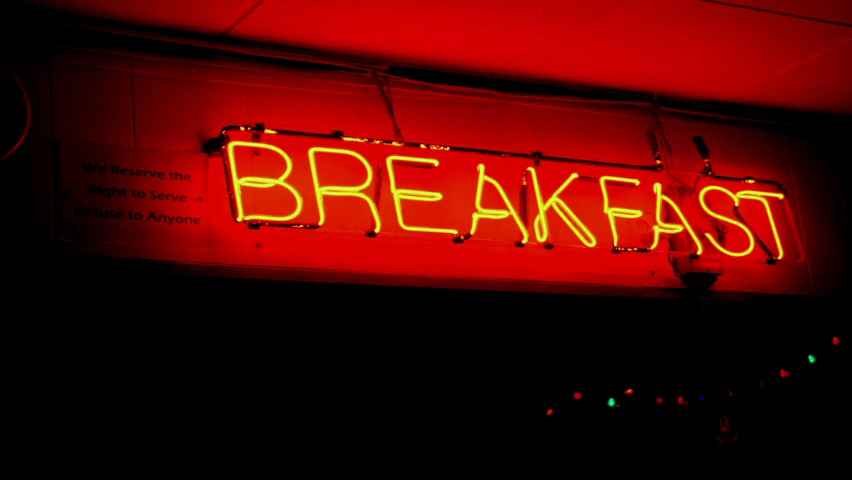 We Reserve the
Right to Serve
Refuse to Anyone
BREAKFAST